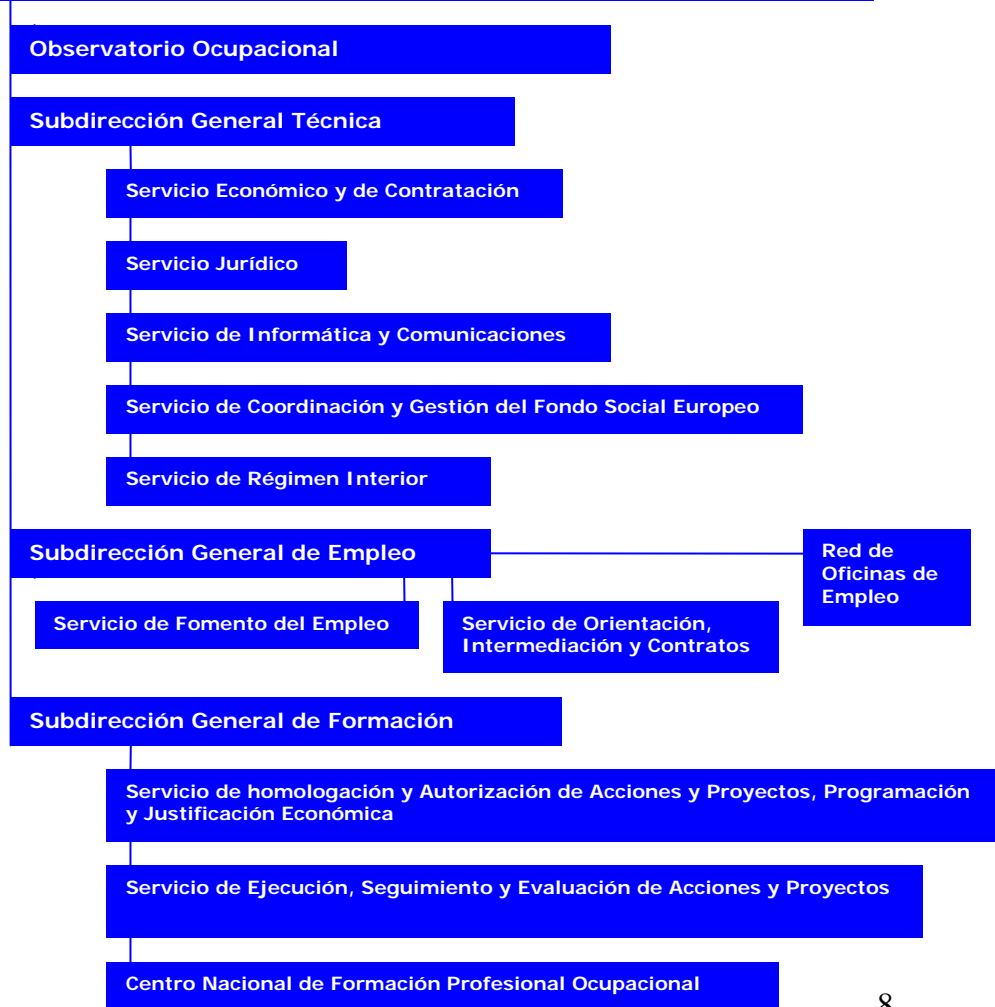 Observatorio Ocupacional
Subdirección General Técnica
Servicio Económico y de Contratación
Servicio Jurídico
Servicio de Informática y Comunicaciones
Servicio de Coordinación y Gestión del Fondo Social Europeo
Servicio de Régimen Interior
Subdirección General de Empleo
Red de
Oficinas de
Empleo
Servicio de Fomento del Empleo
Servicio de Orientación,
Intermediación y Contratos
Subdirección General de Formación
Servicio de homologación y Autorización de Acciones y Proyectos, Programación
y Justificación Económica
Servicio de Ejecución, Seguimiento y Evaluación de Acciones y Proyectos
Centro Nacional de Formación Profesional Ocupacional
8